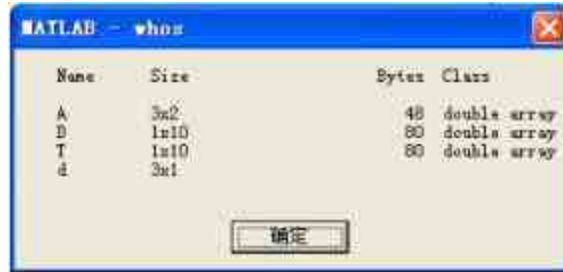 MATLAB - whos
Name Size Bytes Class
A 3x2 48 double array
B 1x10 80 double array
T 1x10 80 double array
d 3x1
确定